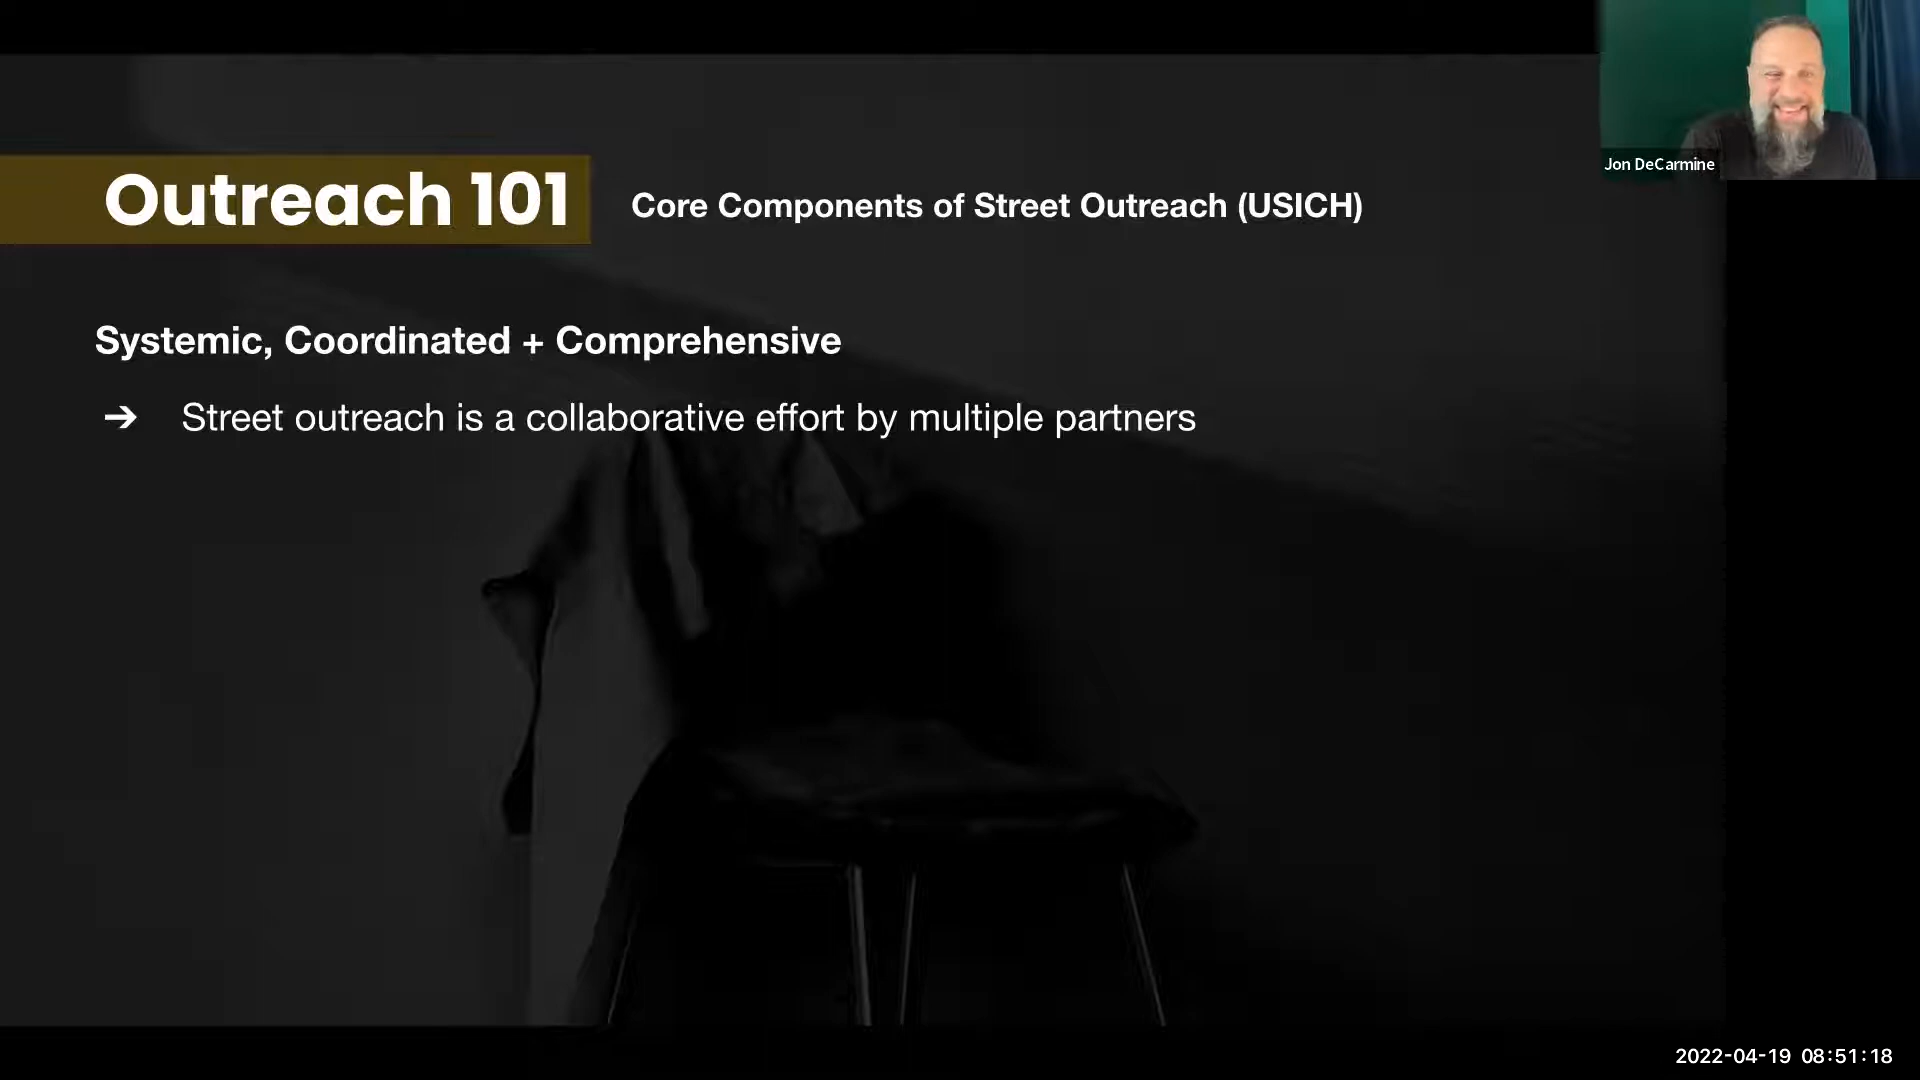 Jon DeCarmine
Outreach 101
Core Components of Street Outreach (USICH)
Systemic, Coordinated + Comprehensive
➔ Street outreach is a collaborative effort by multiple partners
2022-04-19 08:51:18